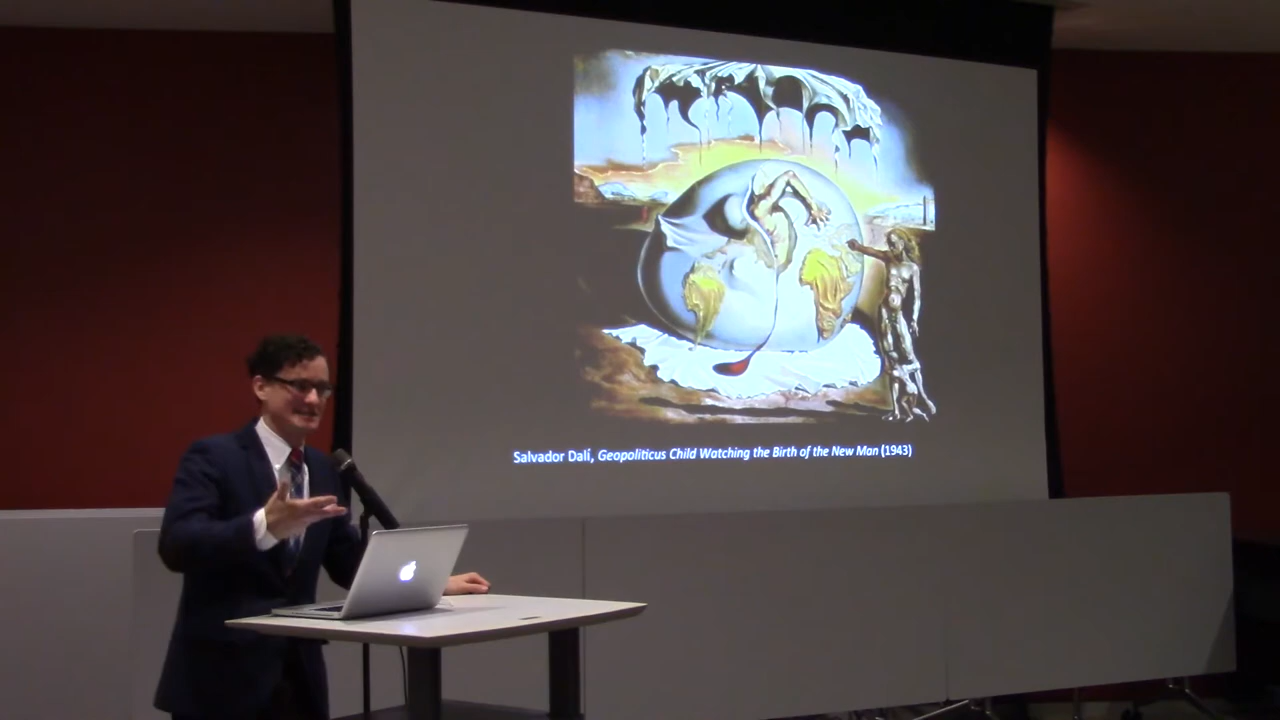 Salvador Dalí, Geopoliticus Child Watching the Birth of the New Man (1943)